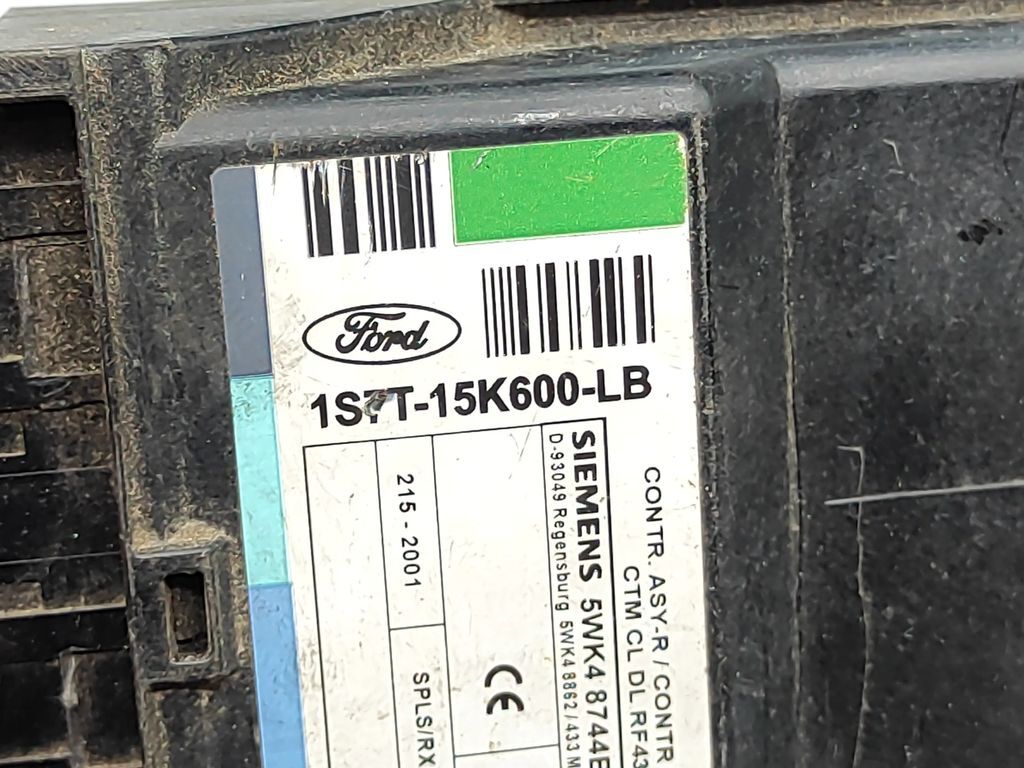 Ford
1S7T-15K600-LB
CONTR. ASY-R / CONTR
CTM CL DL RF43
SIEMENS 5WK4 8744E
D-93049 Regensburg 5WK4 8862 / 433 M
CE
215 - 2001
SPLS/RX